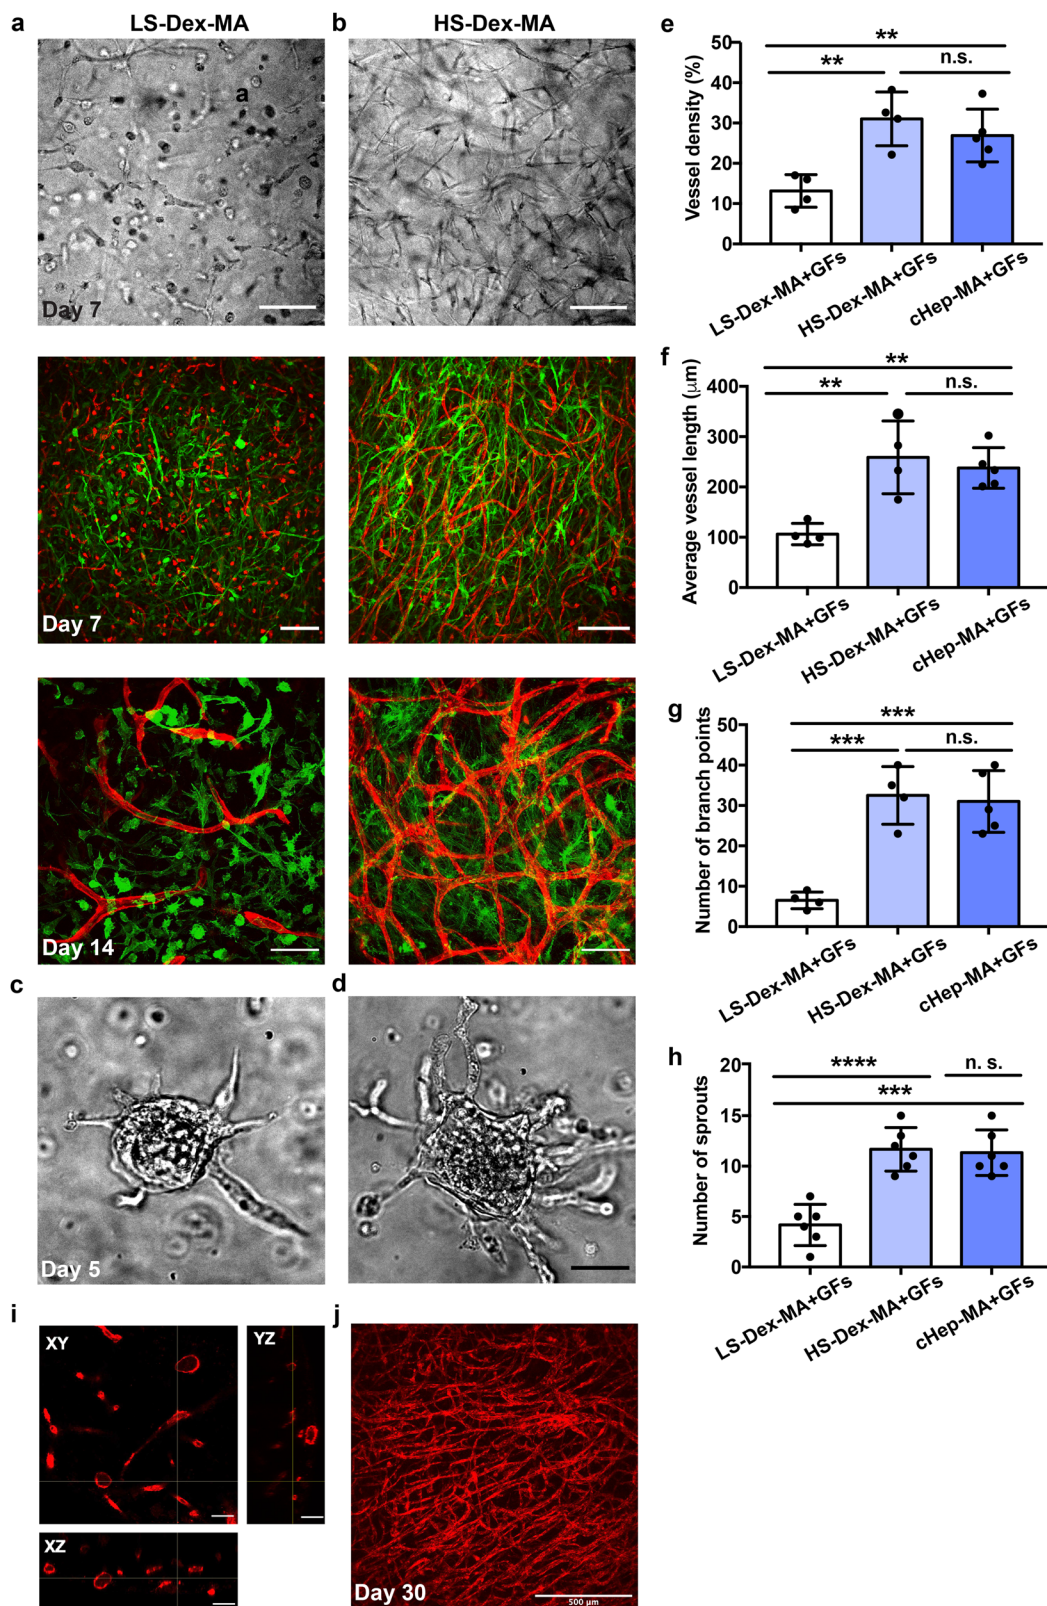 a
LS-Dex-MA
b
HS-Dex-MA
a
Day 7
Day 7
Day 14
c
d
Day 5
i
XY
YZ
XZ
j
Day 30
500 µm
e
Vessel density (%)
50
40
30
20
10
0
**
**
n.s.
LS-Dex-MA+GFs
HS-Dex-MA+GFs
cHep-MA+GFs
f
Average vessel length (µm)
400
300
200
100
0
**
**
n.s.
LS-Dex-MA+GFs
HS-Dex-MA+GFs
cHep-MA+GFs
g
Number of branch points
50
40
30
20
10
0
***
***
n.s.
LS-Dex-MA+GFs
HS-Dex-MA+GFs
cHep-MA+GFs
h
Number of sprouts
20
15
10
5
0
****
n. s.
***
LS-Dex-MA+GFs
HS-Dex-MA+GFs
cHep-MA+GFs